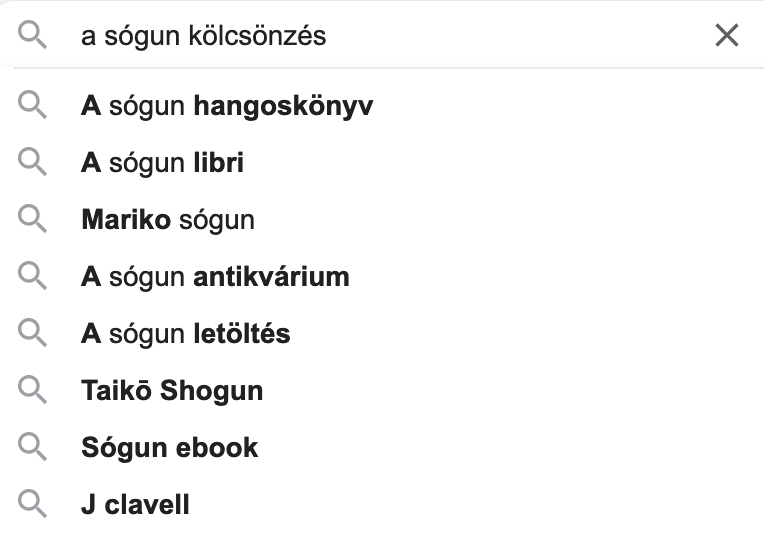 a sógun kölcsönzés
A sógun hangoskönyv
A sógun libri
Mariko sógun
A sógun antikvárium
A sógun letöltés
Taikō Shogun
Sógun ebook
J clavell